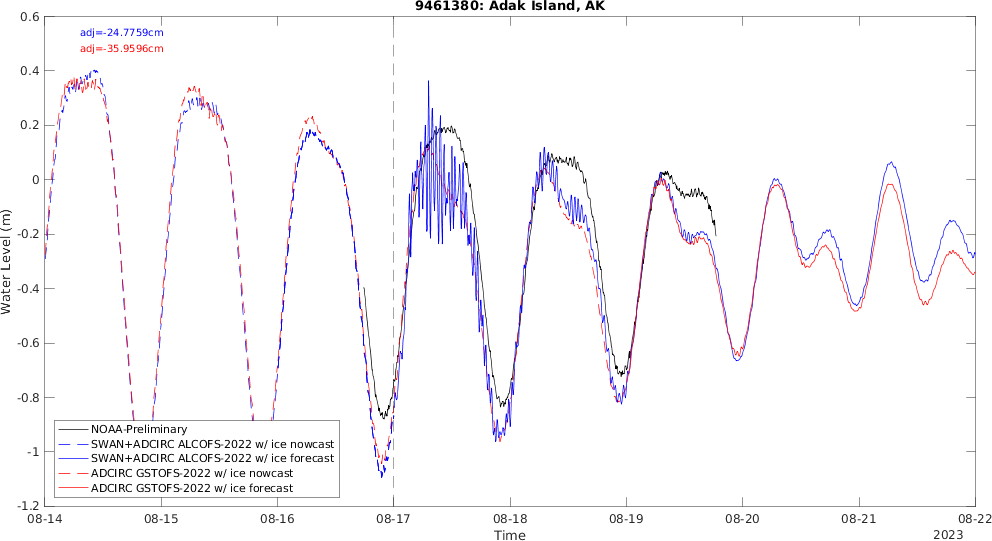 9461380: Adak Island, AK
adj=-24.7759cm
adj=-35.9596cm
0.6
0.4
0.2
0
-0.2
-0.4
-0.6
-0.8
-1
-1.2
Water Level (m)
NOAA-Preliminary
SWAN+ADCIRC ALCOFS-2022 w/ ice nowcast
SWAN+ADCIRC ALCOFS-2022 w/ ice forecast
ADCIRC GSTOFS-2022 w/ ice nowcast
ADCIRC GSTOFS-2022 w/ ice forecast
08-14 08-15 08-16 08-17 08-18 08-19 08-20 08-21 08-22
Time
2023